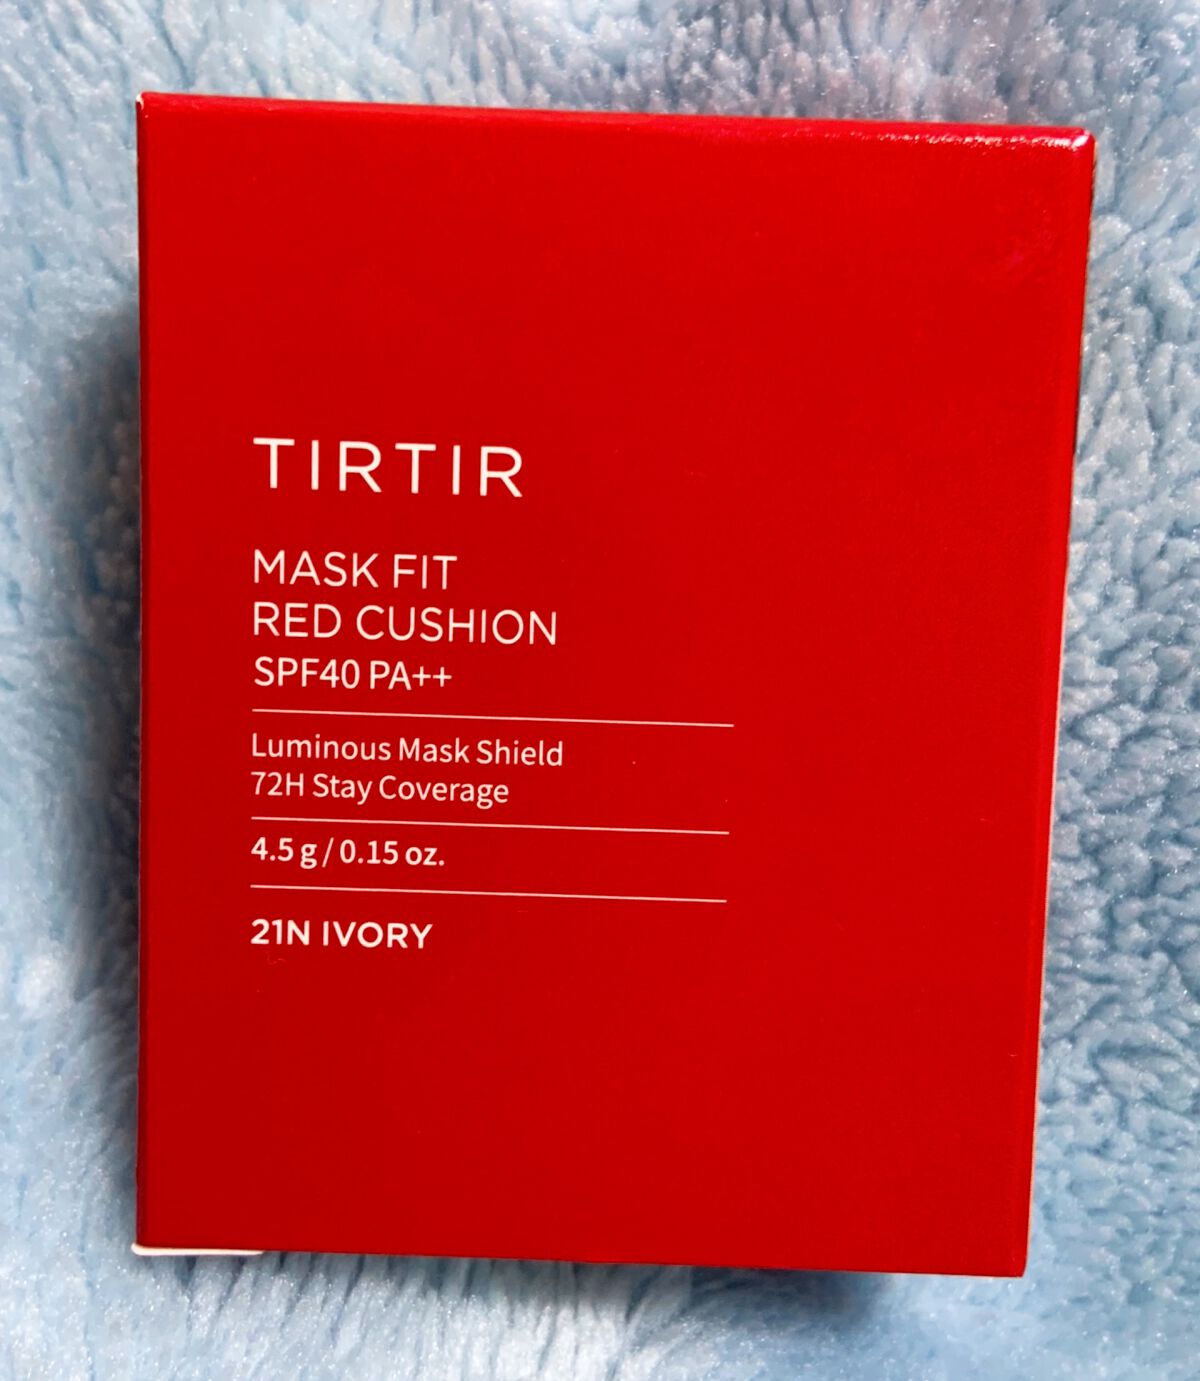 TIRTIR
MASK FIT
RED CUSHION
SPF40 PA++
Luminous Mask Shield
72H Stay Coverage
4.5 g / 0.15 oz.
21N IVORY